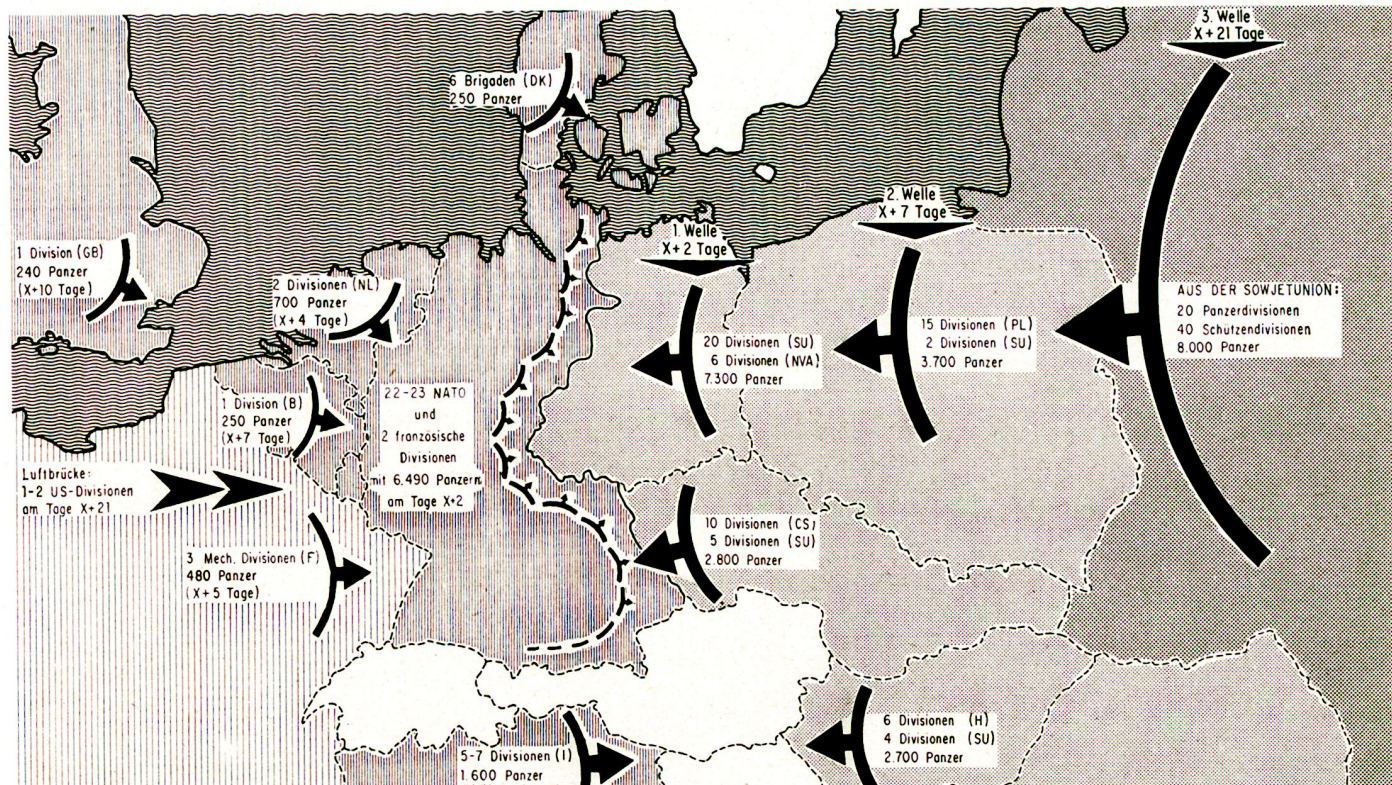 3. Welle
X+21 Tage
6 Brigaden (DK)
250 Panzer
2. Welle
X+7 Tage
1. Welle
X+2 Tage
1 Division (GB)
240 Panzer
(X+10 Tage)
2 Divisionen (NL)
700 Panzer
(X+4 Tage)
AUS DER SOWJETUNION:
20 Panzerdivisionen
40 Schützendivisionen
8.000 Panzer
15 Divisionen (PL)
2 Divisionen (SU)
3.700 Panzer
20 Divisionen (SU)
6 Divisionen (NVA)
7.300 Panzer
1 Division (B)
250 Panzer
(X+7 Tage)
22-23 NATO
und
2 französische
Divisionen
mit 6.490 Panzern
am Tage X+2
Luftbrücke:
1-2 US-Divisionen
am Tage X+21
10 Divisionen (CS)
5 Divisionen (SU)
2.800 Panzer
3 Mech. Divisionen (F)
480 Panzer
(X+5 Tage)
6 Divisionen (H)
4 Divisionen (SU)
2.700 Panzer
5-7 Divisionen (I)
1.600 Panzer